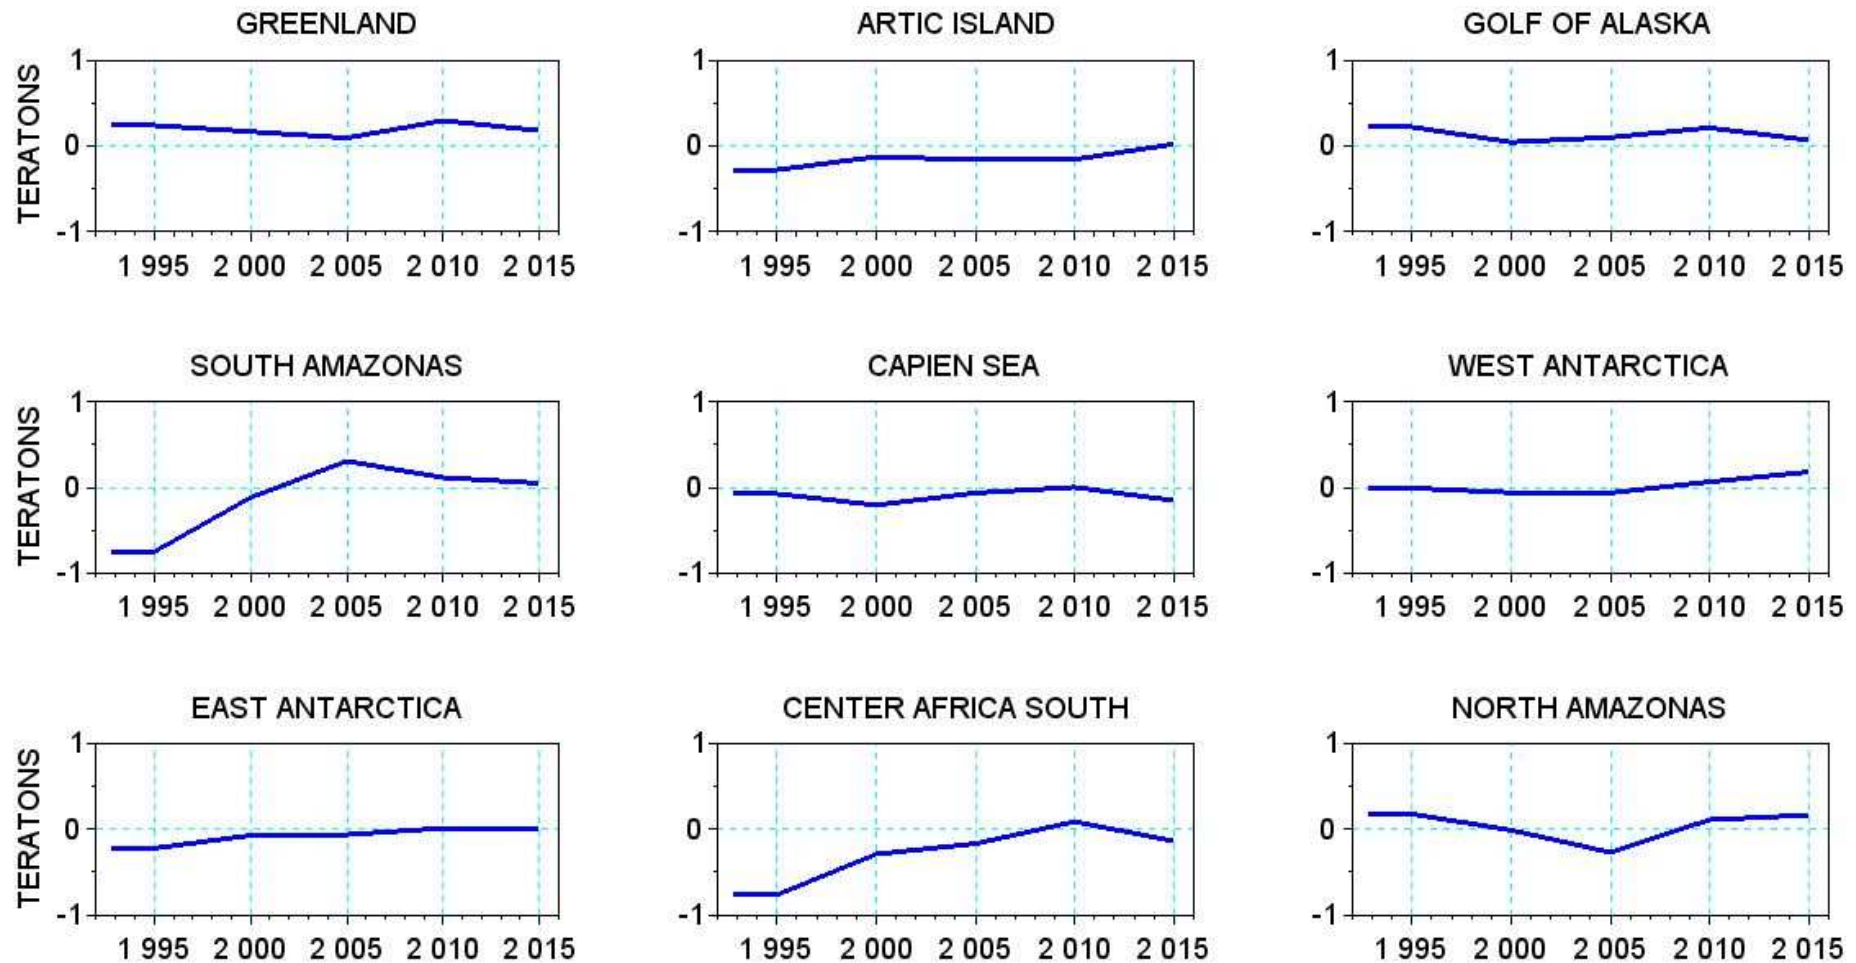 GREENLAND
ARTIC ISLAND
GOLF OF ALASKA
TERATONS
1
0
-1
1 995 2 000 2 005 2 010 2 015
1
0
-1
1 995 2 000 2 005 2 010 2 015
1
0
-1
1 995 2 000 2 005 2 010 2 015
SOUTH AMAZONAS
CAPIEN SEA
WEST ANTARCTICA
TERATONS
1
0
-1
1 995 2 000 2 005 2 010 2 015
1
0
-1
1 995 2 000 2 005 2 010 2 015
1
0
-1
1 995 2 000 2 005 2 010 2 015
EAST ANTARCTICA
CENTER AFRICA SOUTH
NORTH AMAZONAS
TERATONS
1
0
-1
1 995 2 000 2 005 2 010 2 015
1
0
-1
1 995 2 000 2 005 2 010 2 015
1
0
-1
1 995 2 000 2 005 2 010 2 015